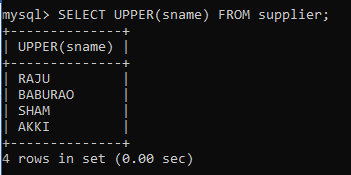 mysql> SELECT UPPER(sname) FROM supplier;
+--------------+
| UPPER(sname) |
+--------------+
| RAJU         |
| BABURAO      |
| SHAM         |
| AKKI         |
+--------------+
4 rows in set (0.00 sec)